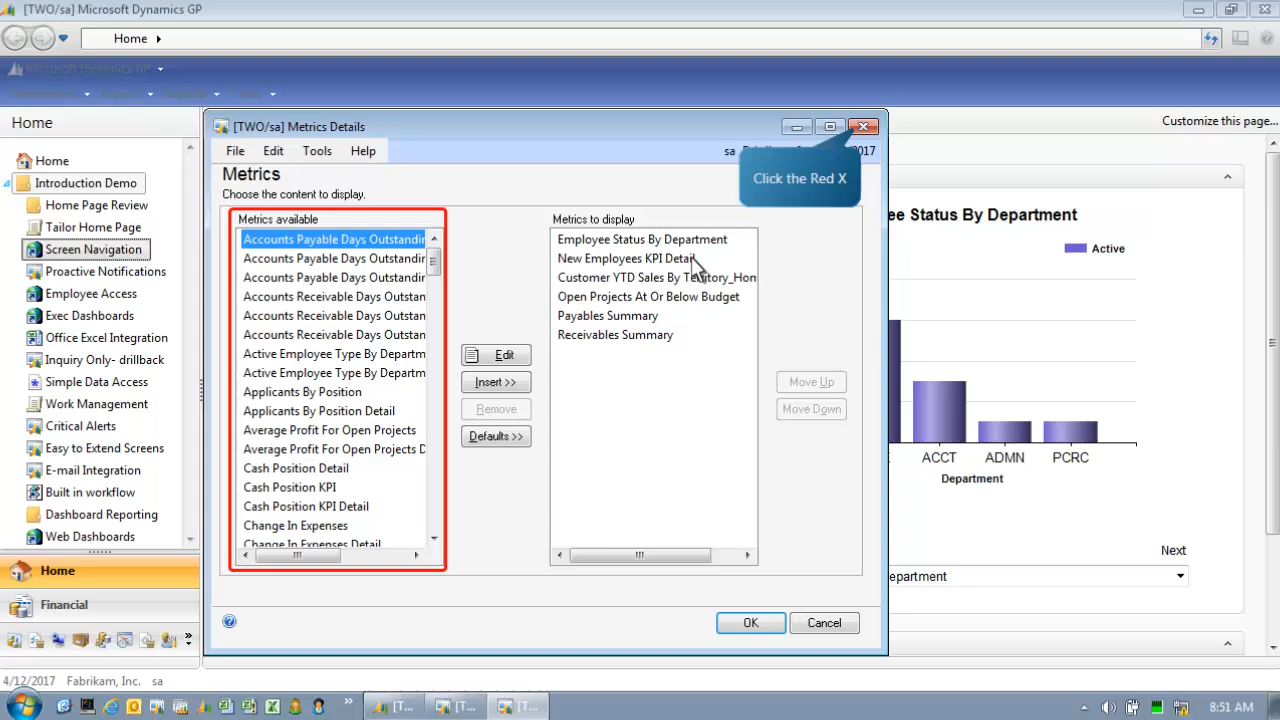 [TWO/sa] Microsoft Dynamics GP
Home
Microsoft Dynamics GP
Customize this page...
Home
Home
Introduction Demo
Home Page Review
Tailor Home Page
Screen Navigation
Proactive Notifications
Employee Access
Exec Dashboards
Office Excel Integration
Inquiry Only- drillback
Simple Data Access
Work Management
Critical Alerts
Easy to Extend Screens
E-mail Integration
Built in workflow
Dashboard Reporting
Web Dashboards
Home
Financial
[TWO/sa] Metrics Details
File Edit Tools Help
sa 2017
Click the Red X
Metrics
Choose the content to display.
Metrics available
Accounts Payable Days Outstandin
Accounts Payable Days Outstandin
Accounts Payable Days Outstandin
Accounts Receivable Days Outstan
Accounts Receivable Days Outstan
Accounts Receivable Days Outstan
Active Employee Type By Departm
Active Employee Type By Departm
Applicants By Position
Applicants By Position Detail
Average Profit For Open Projects
Average Profit For Open Projects D
Cash Position Detail
Cash Position KPI
Cash Position KPI Detail
Change In Expenses
Change In Expenses Detail
Edit
Insert >>
Remove
Defaults >>
Metrics to display
Employee Status By Department
New Employees KPI Detail
Customer YTD Sales By Territory_Hom
Open Projects At Or Below Budget
Payables Summary
Receivables Summary
Move Up
Move Down
OK
Cancel
ee Status By Department
Active
ACCT ADMN PCRC
Department
Next
epartment
4/12/2017 Fabrikam, Inc. sa
[T... [T... [T...
8:51 AM